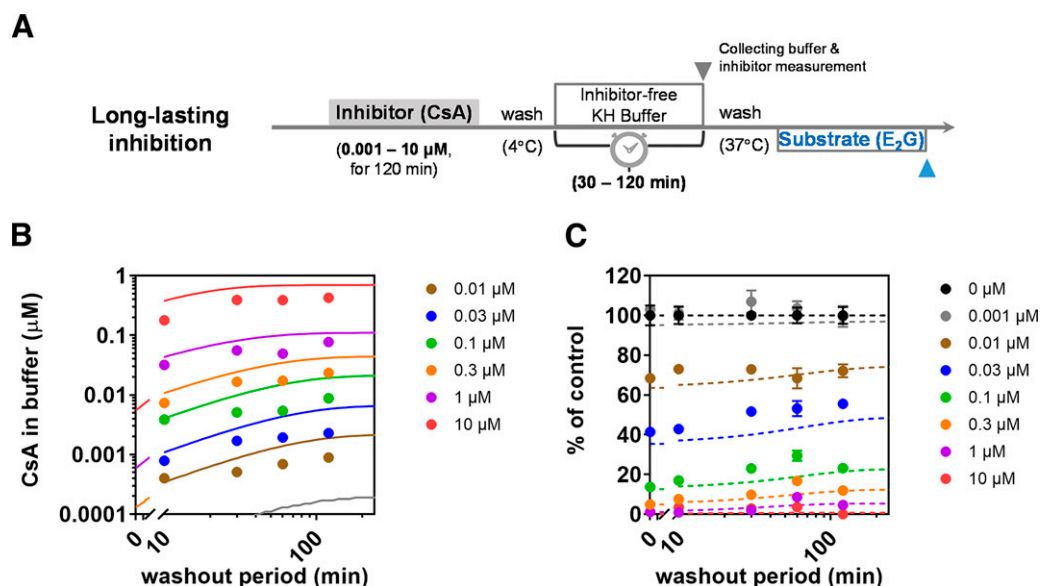 A
Collecting buffer &
inhibitor measurement
Long-lasting
inhibition
Inhibitor (CsA)
(0.001 – 10 μM,
for 120 min)
wash
(4°C)
Inhibitor-free
KH Buffer
(30 – 120 min)
wash
(37°C)
Substrate (E₂G)
B
CsA in buffer (μM)
1
0.1
0.01
0.001
0.0001
0
10
100
washout period (min)
0.01 μM
0.03 μM
0.1 μM
0.3 μM
1 μM
10 μM
C
% of control
120
100
80
60
40
20
0
0
10
100
washout period (min)
0 μM
0.001 μM
0.01 μM
0.03 μM
0.1 μM
0.3 μM
1 μM
10 μM